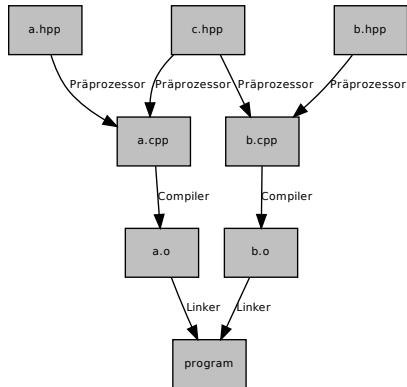 a.hpp
c.hpp
b.hpp
Präprozessor
Präprozessor
Präprozessor
Präprozessor
a.cpp
b.cpp
Compiler
Compiler
a.o
b.o
Linker
Linker
program